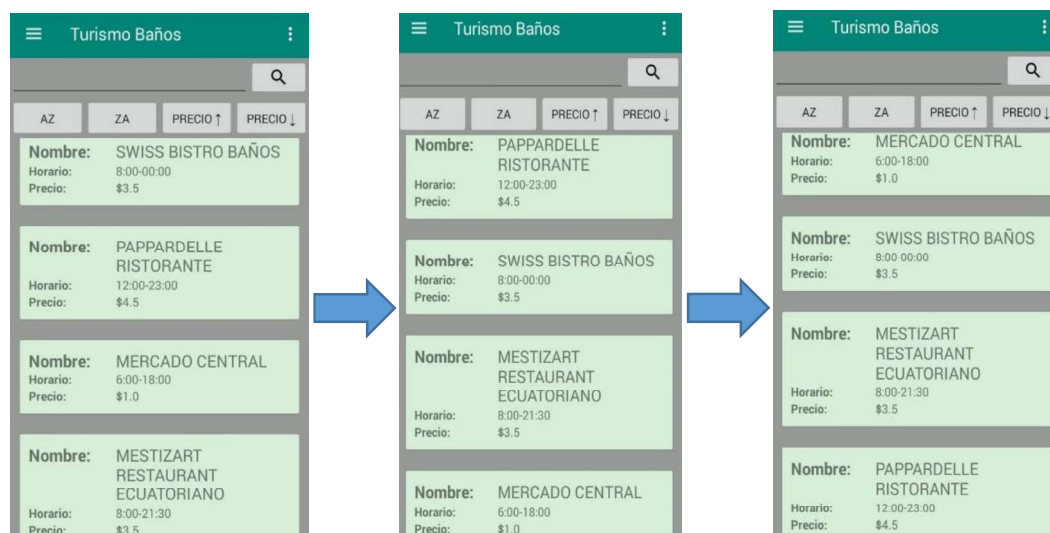 Turismo Baños
AZ ZA PRECIO↑ PRECIO↓
Nombre: SWISS BISTRO BAÑOS
Horario: 8:00-00:00
Precio: $3.5
Nombre: PAPPARDELLE
RISTORANTE
Horario: 12:00-23:00
Precio: $4.5
Nombre: MERCADO CENTRAL
Horario: 6:00-18:00
Precio: $1.0
Nombre: MESTIZART
RESTAURANT
ECUATORIANO
Horario: 8:00-21:30
Precio: $3.5
Turismo Baños
AZ ZA PRECIO↑ PRECIO↓
Nombre: PAPPARDELLE
RISTORANTE
Horario: 12:00-23:00
Precio: $4.5
Nombre: SWISS BISTRO BAÑOS
Horario: 8:00-00:00
Precio: $3.5
Nombre: MESTIZART
RESTAURANT
ECUATORIANO
Horario: 8:00-21:30
Precio: $3.5
Nombre: MERCADO CENTRAL
Horario: 6:00-18:00
Precio: $1.0
Turismo Baños
AZ ZA PRECIO↑ PRECIO↓
Nombre: MERCADO CENTRAL
Horario: 6:00-18:00
Precio: $1.0
Nombre: SWISS BISTRO BAÑOS
Horario: 8:00-00:00
Precio: $3.5
Nombre: MESTIZART
RESTAURANT
ECUATORIANO
Horario: 8:00-21:30
Precio: $3.5
Nombre: PAPPARDELLE
RISTORANTE
Horario: 12:00-23:00
Precio: $4.5